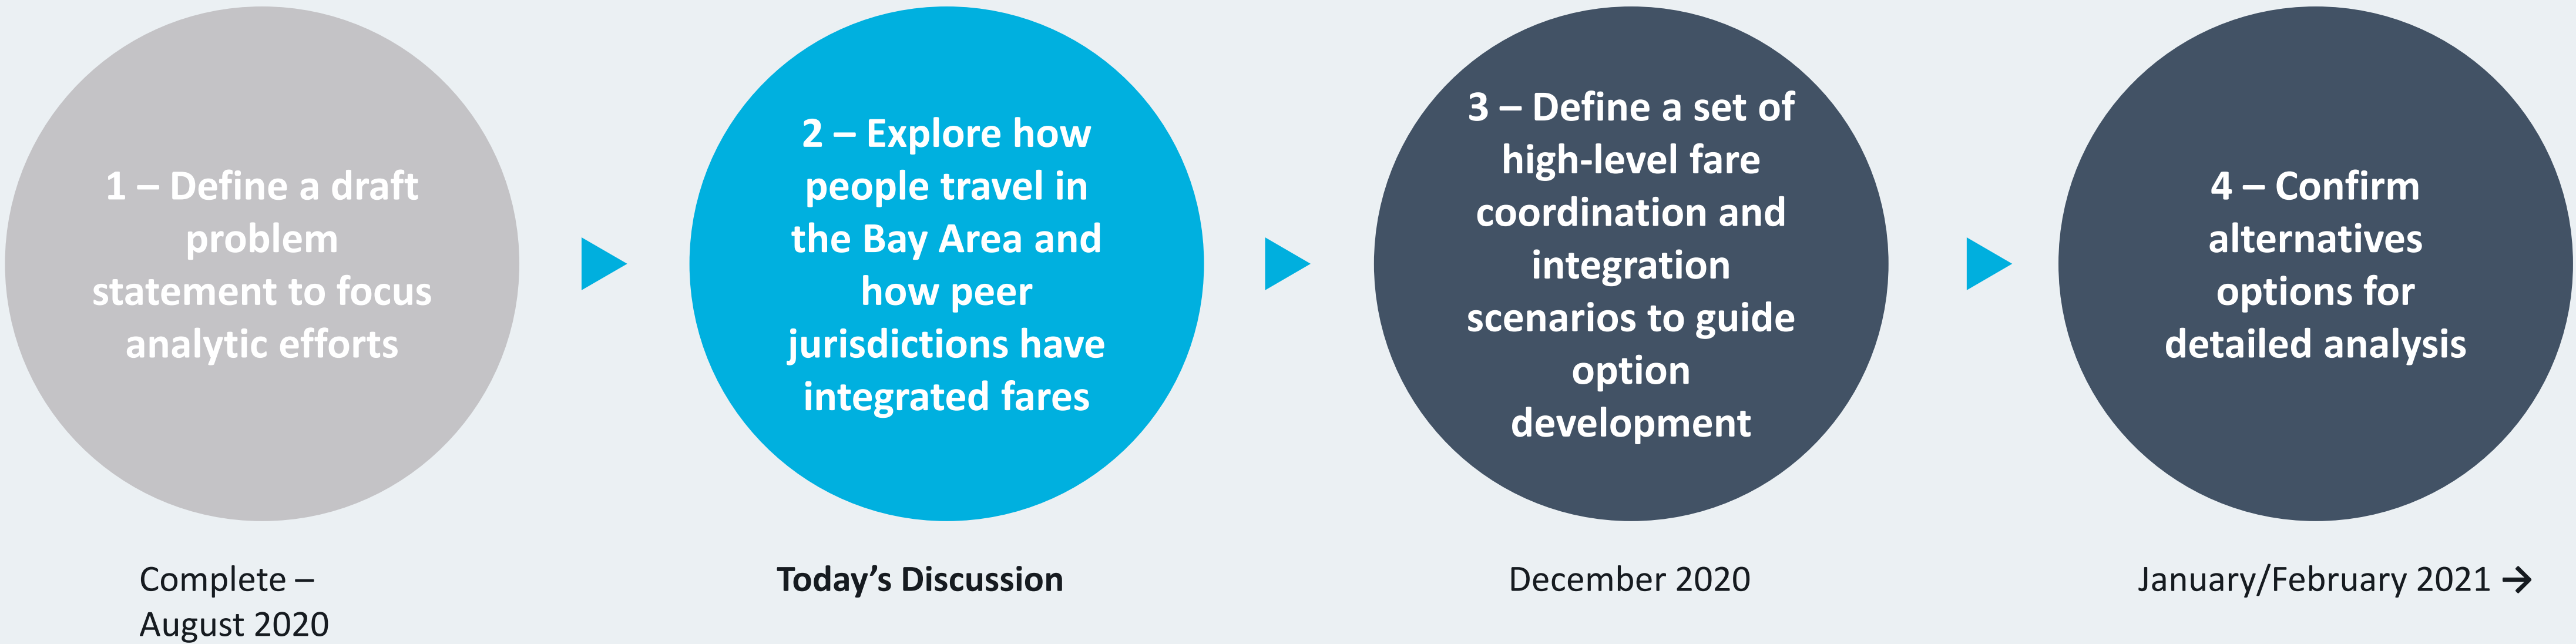 1 – Define a draft
problem
statement to focus
analytic efforts
Complete –
August 2020
2 – Explore how
people travel in
the Bay Area and
how peer
jurisdictions have
integrated fares
Today’s Discussion
3 – Define a set of
high-level fare
coordination and
integration
scenarios to guide
option
development
December 2020
4 – Confirm
alternatives
options for
detailed analysis
January/February 2021 →